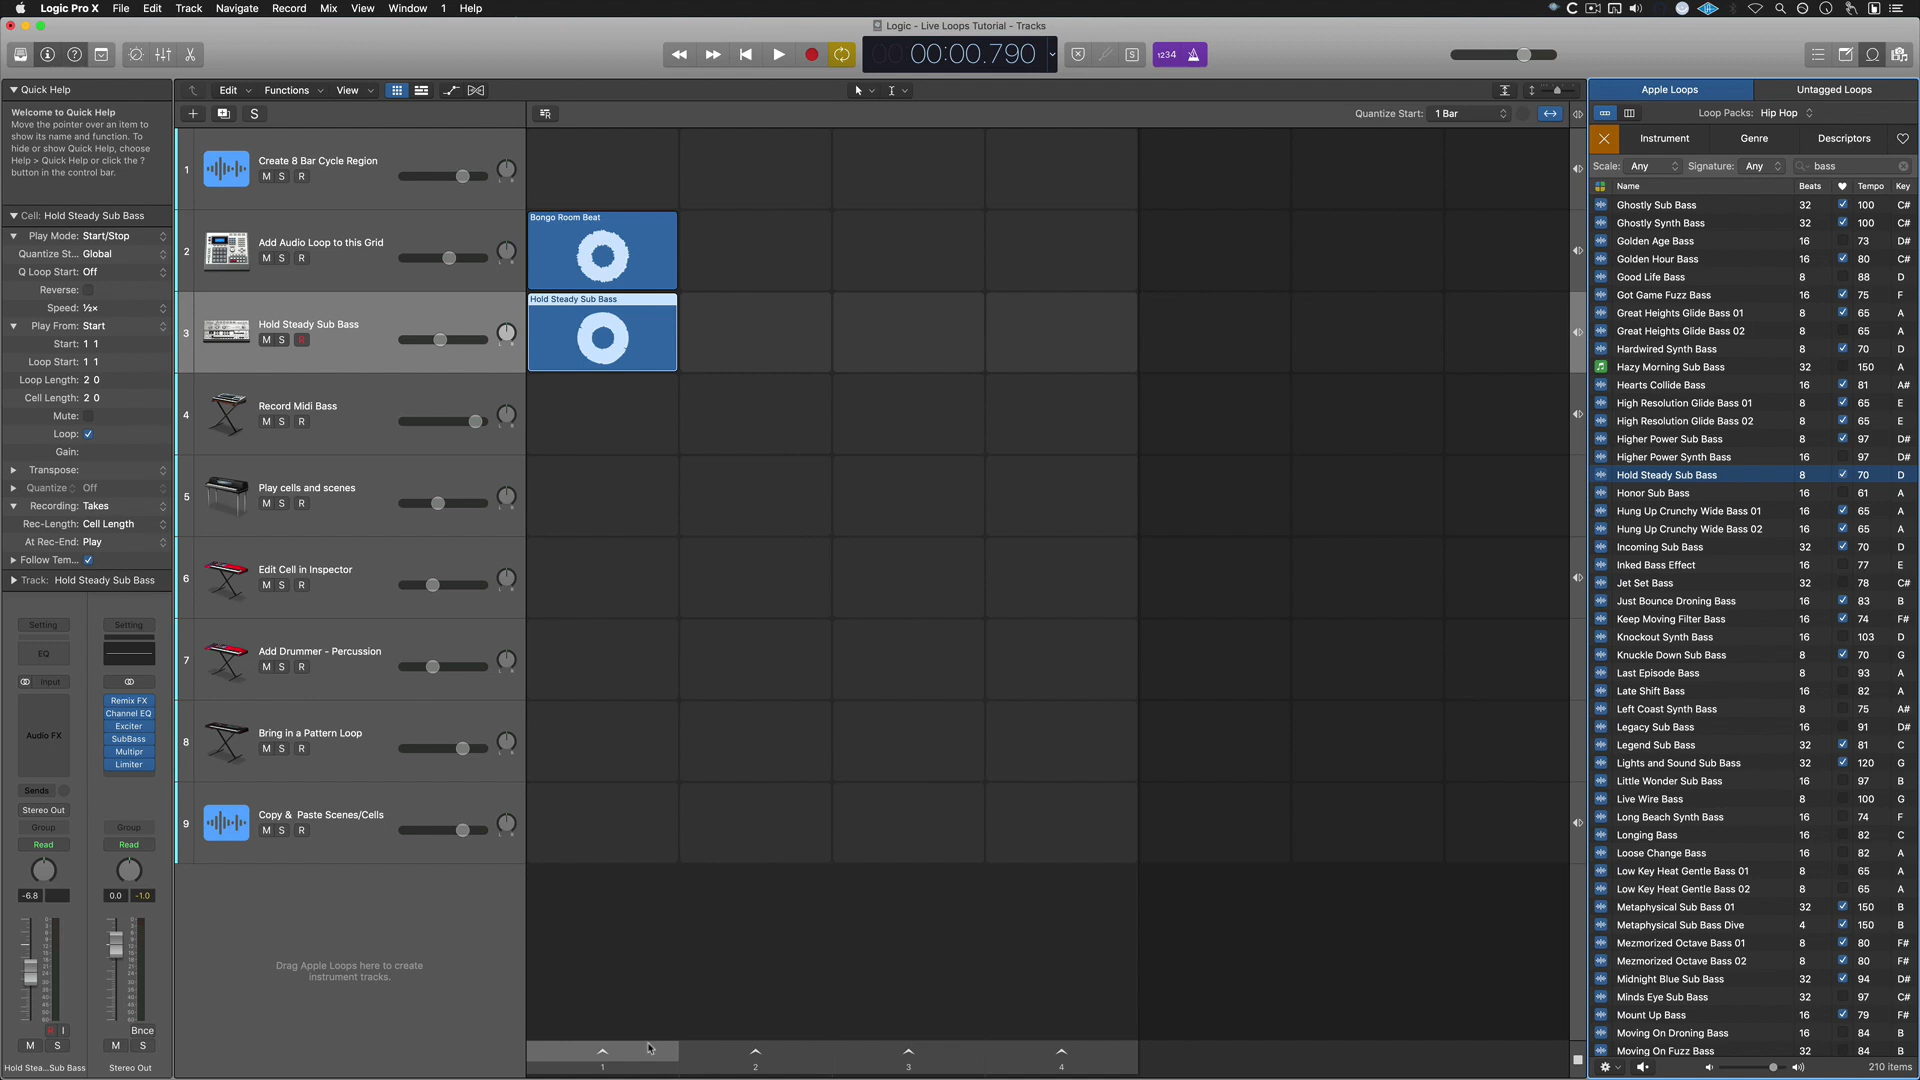 Logic Pro X File Edit Track Navigate Record Mix View Window 1 Help
Logic - Live Loops Tutorial - Tracks
00:00.790
1234
Quick Help
Welcome to Quick Help
Move the pointer over an item to
show its name and function. To
hide or show Quick Help, choose
Help > Quick Help or click the ?
button in the control bar.
Cell: Hold Steady Sub Bass
Play Mode: Start/Stop
Quantize St... Global
Q Loop Start: Off
Reverse:
Speed: ½×
Play From: Start
Start: 1 1
Loop Start: 1 1
Loop Length: 2 0
Cell Length: 2 0
Mute:
Loop:
Gain:
Transpose:
Quantize Off
Recording: Takes
Rec-Length: Cell Length
At Rec-End: Play
Follow Tem...
Track: Hold Steady Sub Bass
Setting Setting
EQ
Input
Audio FX
Remix FX
Channel EQ
Exciter
SubBass
Multipr
Limiter
Sends
Stereo Out
Group Group
Read Read
-6.8 0.0 -1.0
R I Bnce
M S M S
Hold Stea...Sub Bass Stereo Out
Edit Functions View
S
Quantize Start: 1 Bar
1 Create 8 Bar Cycle Region
M S R
2 Add Audio Loop to this Grid
M S R
Bongo Room Beat
3 Hold Steady Sub Bass
M S R
Hold Steady Sub Bass
4 Record Midi Bass
M S R
5 Play cells and scenes
M S R
6 Edit Cell in Inspector
M S R
7 Add Drummer - Percussion
M S R
8 Bring in a Pattern Loop
M S R
9 Copy & Paste Scenes/Cells
M S R
Drag Apple Loops here to create
instrument tracks.
1 2 3 4
Apple Loops Untagged Loops
Loop Packs: Hip Hop
Instrument Genre Descriptors
Scale: Any Signature: Any bass
Name Beats Tempo Key
Ghostly Sub Bass 32 100 C#
Ghostly Synth Bass 32 100 C#
Golden Age Bass 16 73 D#
Golden Hour Bass 16 80 C#
Good Life Bass 8 88 D
Got Game Fuzz Bass 16 75 F
Great Heights Glide Bass 01 8 65 A
Great Heights Glide Bass 02 8 65 A
Hardwired Synth Bass 8 70 D
Hazy Morning Sub Bass 32 150 A
Hearts Collide Bass 16 81 A#
High Resolution Glide Bass 01 8 65 E
High Resolution Glide Bass 02 8 65 E
Higher Power Sub Bass 8 97 D#
Higher Power Synth Bass 16 97 D#
Hold Steady Sub Bass 8 70 D
Honor Sub Bass 16 61 A
Hung Up Crunchy Wide Bass 01 16 65 A
Hung Up Crunchy Wide Bass 02 16 65 A
Incoming Sub Bass 32 70 D
Inked Bass Effect 16 77 E
Jet Set Bass 32 78 C#
Just Bounce Droning Bass 16 83 B
Keep Moving Filter Bass 16 74 F#
Knockout Synth Bass 16 103 D
Knuckle Down Sub Bass 8 70 G
Last Episode Bass 8 93 A
Late Shift Bass 16 82 A
Left Coast Synth Bass 8 75 A#
Legacy Sub Bass 16 91 D#
Legend Sub Bass 32 81 C
Lights and Sound Sub Bass 32 120 G
Little Wonder Sub Bass 16 97 B
Live Wire Bass 8 100 G
Long Beach Synth Bass 16 74 F
Longing Bass 16 82 C
Loose Change Bass 16 82 A
Low Key Heat Gentle Bass 01 8 65 A
Low Key Heat Gentle Bass 02 8 65 A
Metaphysical Sub Bass 01 32 150 B
Metaphysical Sub Bass Dive 4 150 B
Mezmorized Octave Bass 01 8 80 F#
Mezmorized Octave Bass 02 8 80 F#
Midnight Blue Sub Bass 32 94 D#
Minds Eye Sub Bass 32 97 C#
Mount Up Bass 16 79 F#
Moving On Droning Bass 16 84 B
Moving On Fuzz Bass 32 84 B
210 items